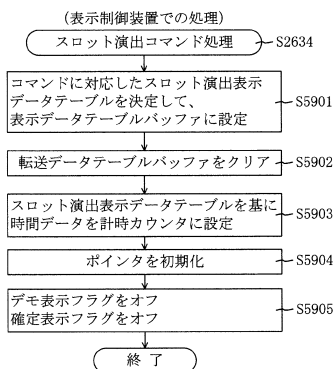 (表示制御装置での処理)
スロット演出コマンド処理
S2634
コマンドに対応したスロット演出表示
データテーブルを決定して、
表示データテーブルバッファに設定
S5901
転送データテーブルバッファをクリア
S5902
スロット演出表示データテーブルを基に
時間データを計時カウンタに設定
S5903
ポインタを初期化
S5904
デモ表示フラグをオフ
確定表示フラグをオフ
S5905
終 了